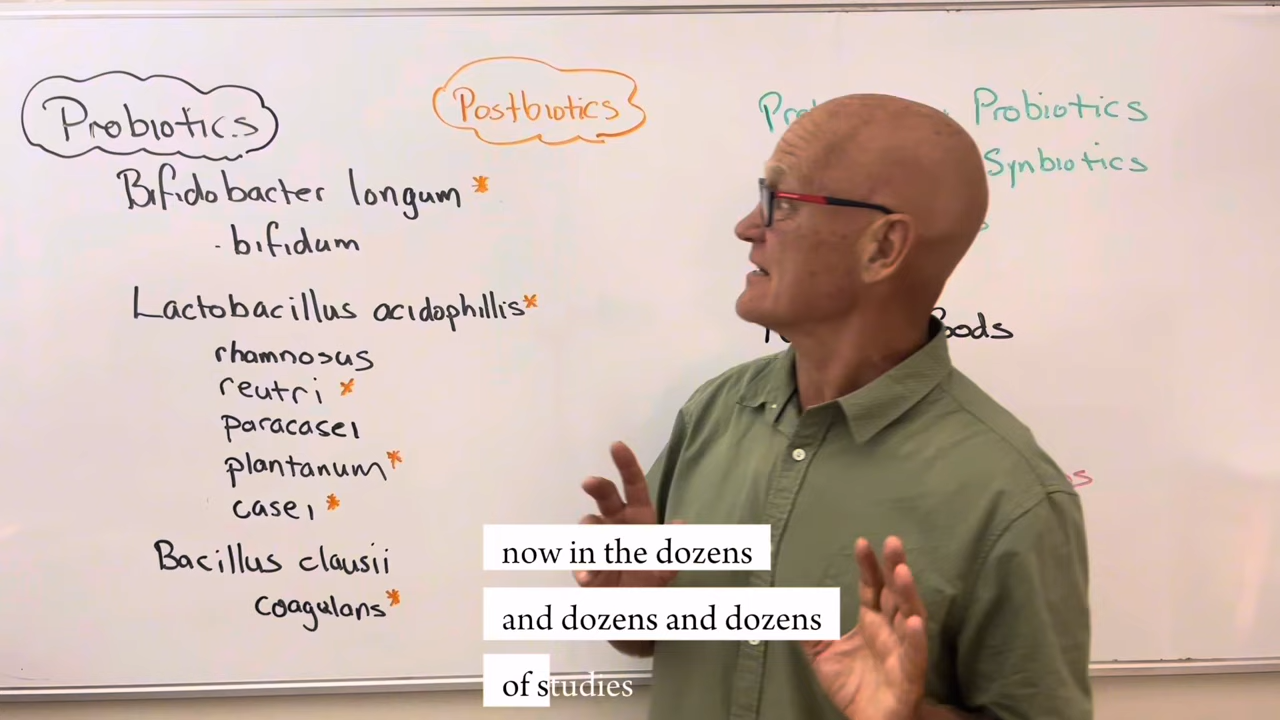 Probiotics
Bifidobacter longum *
- bifidum
Lactobacillus acidophillis *
rhamnosus
reutri *
paracasei
plantanum *
casei *
Bacillus clausii
coagulans *
Postbiotics
Probiotics
Synbiotics
now in the dozens
and dozens and dozens
of studies